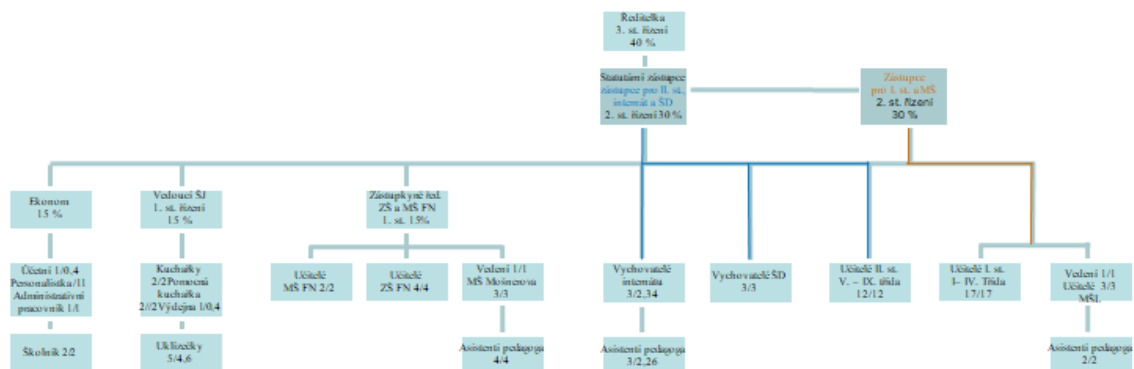 Ředitelka
3. st. řízení
40 %
Statutární zástupce
zástupce pro II. st.
internát a ŠD
2. st. řízení 30 %
Zástupce
pro I. st. a MŠ
2. st. řízení
30 %
Ekonom
15 %
Vedoucí ŠJ
1. st. řízení
15 %
Zástupkyně řed.
ZŠ a MŠ FN
1. st. 15%
Účetní 1/0,4
Personalistka /11
Administrativní
pracovník 1/1
Kuchařky
2/2Pomocná
kuchařka
2//2Výdejna 1/0,4
Učitelé
MŠ FN 2/2
Učitelé
ZŠ FN 4/4
Vedení 1/1
MŠ Mošnerova
3/3
Vychovatelé
internátu
3/2,34
Vychovatelé ŠD
3/3
Učitelé II. st.
V. – IX. třída
12/12
Učitelé I. st.
I– IV. Třída
17/17
Vedení 1/1
Učitelé 3/3
MŠL
Školník 2/2
Uklízečky
5/4,6
Asistenti pedagoga
4/4
Asistenti pedagoga
3/2,26
Asistenti pedagoga
2/2